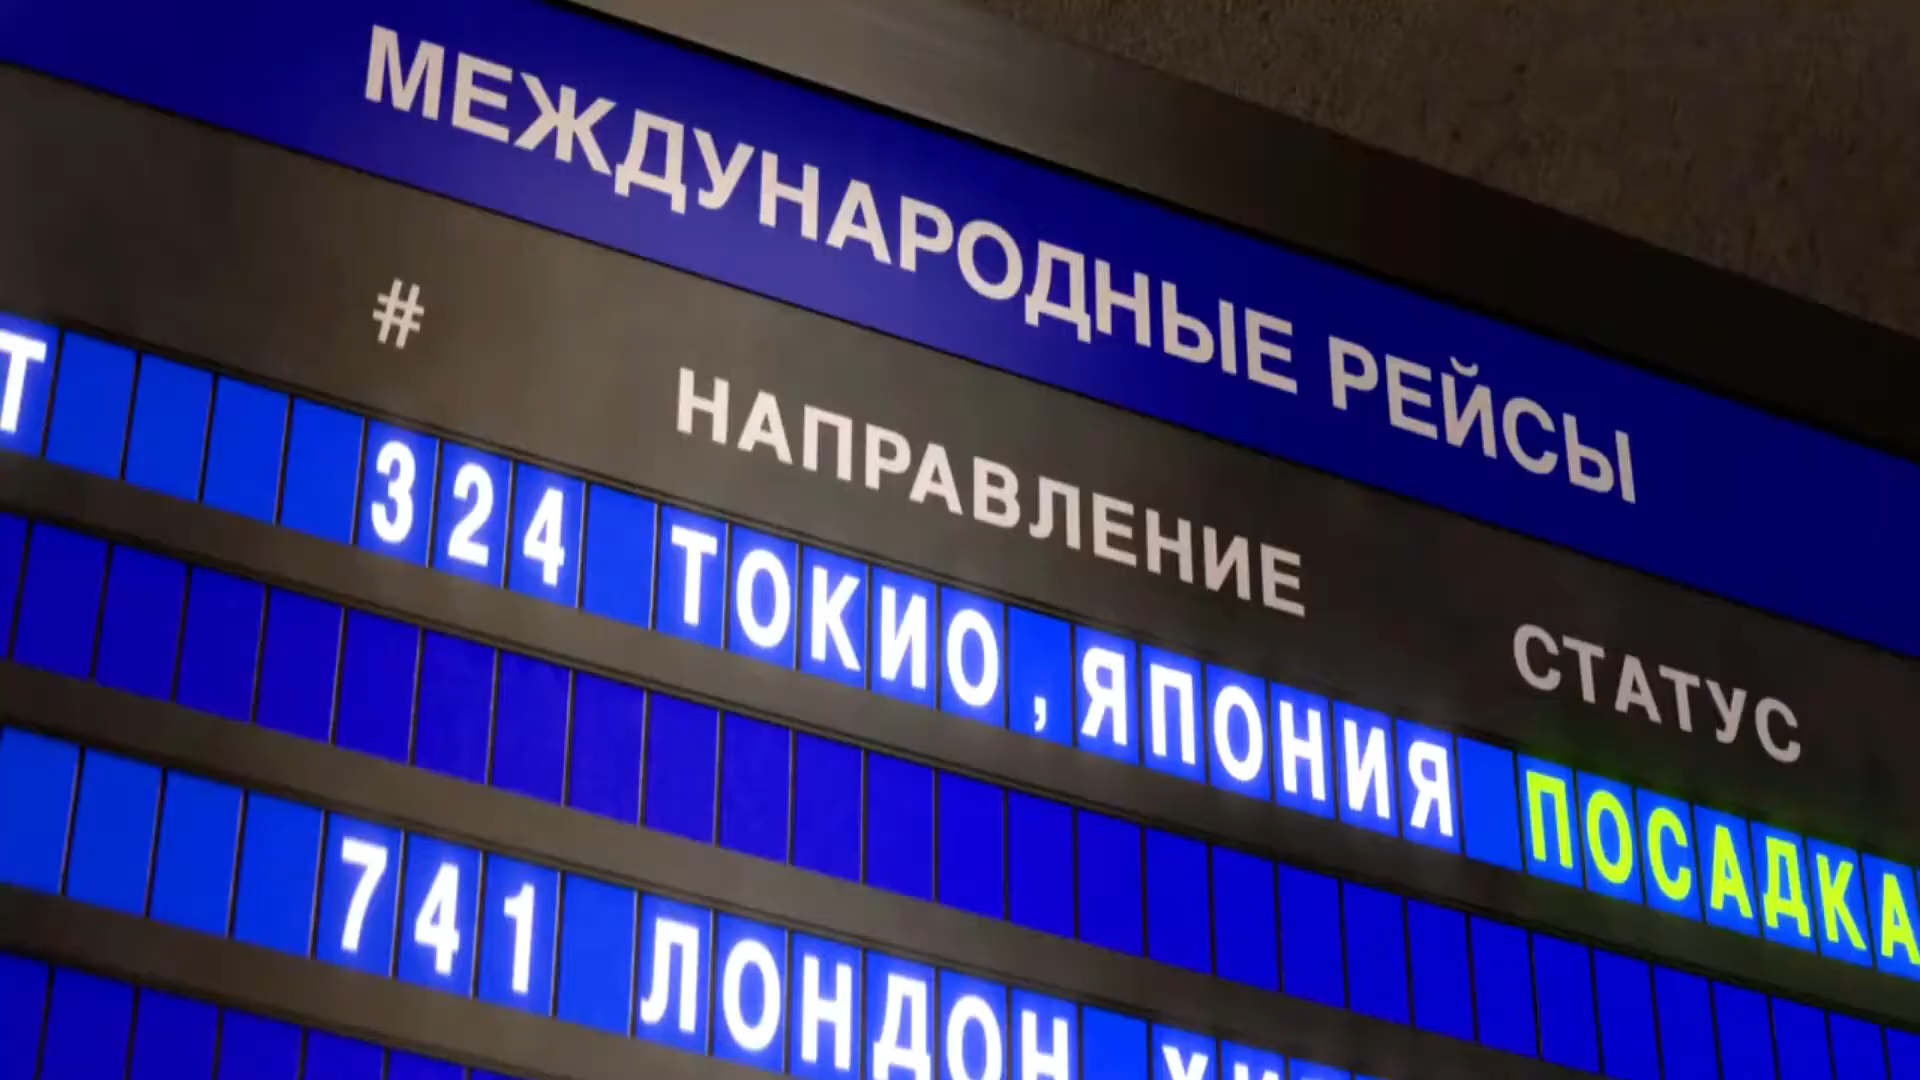 МЕЖДУНАРОДНЫЕ РЕЙСЫ
# НАПРАВЛЕНИЕ СТАТУС
Т 324 ТОКИО,ЯПОНИЯ ПОСАДКА
741 ЛОНДОН